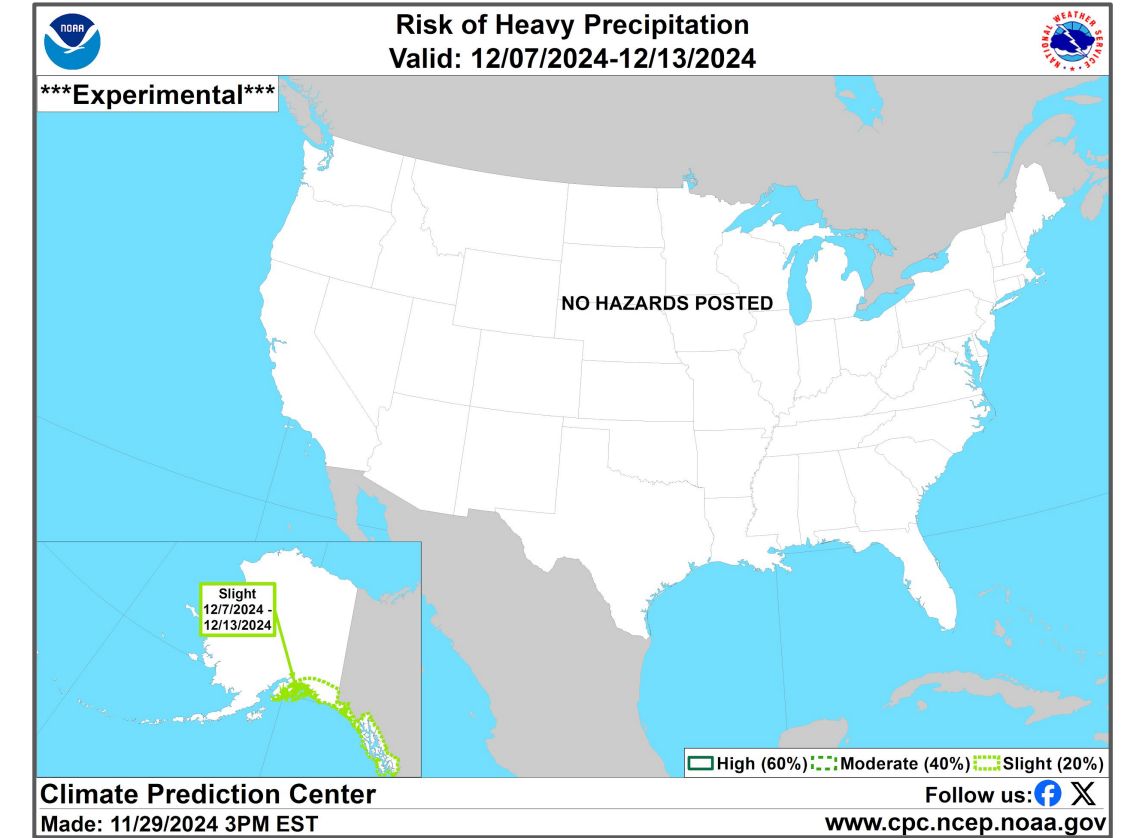 NOAA
Risk of Heavy Precipitation
Valid: 12/07/2024-12/13/2024
NATIONAL WEATHER SERVICE
***Experimental***
NO HAZARDS POSTED
Slight
12/7/2024 -
12/13/2024
High (60%) Moderate (40%) Slight (20%)
Climate Prediction Center
Follow us:
Made: 11/29/2024 3PM EST
www.cpc.ncep.noaa.gov